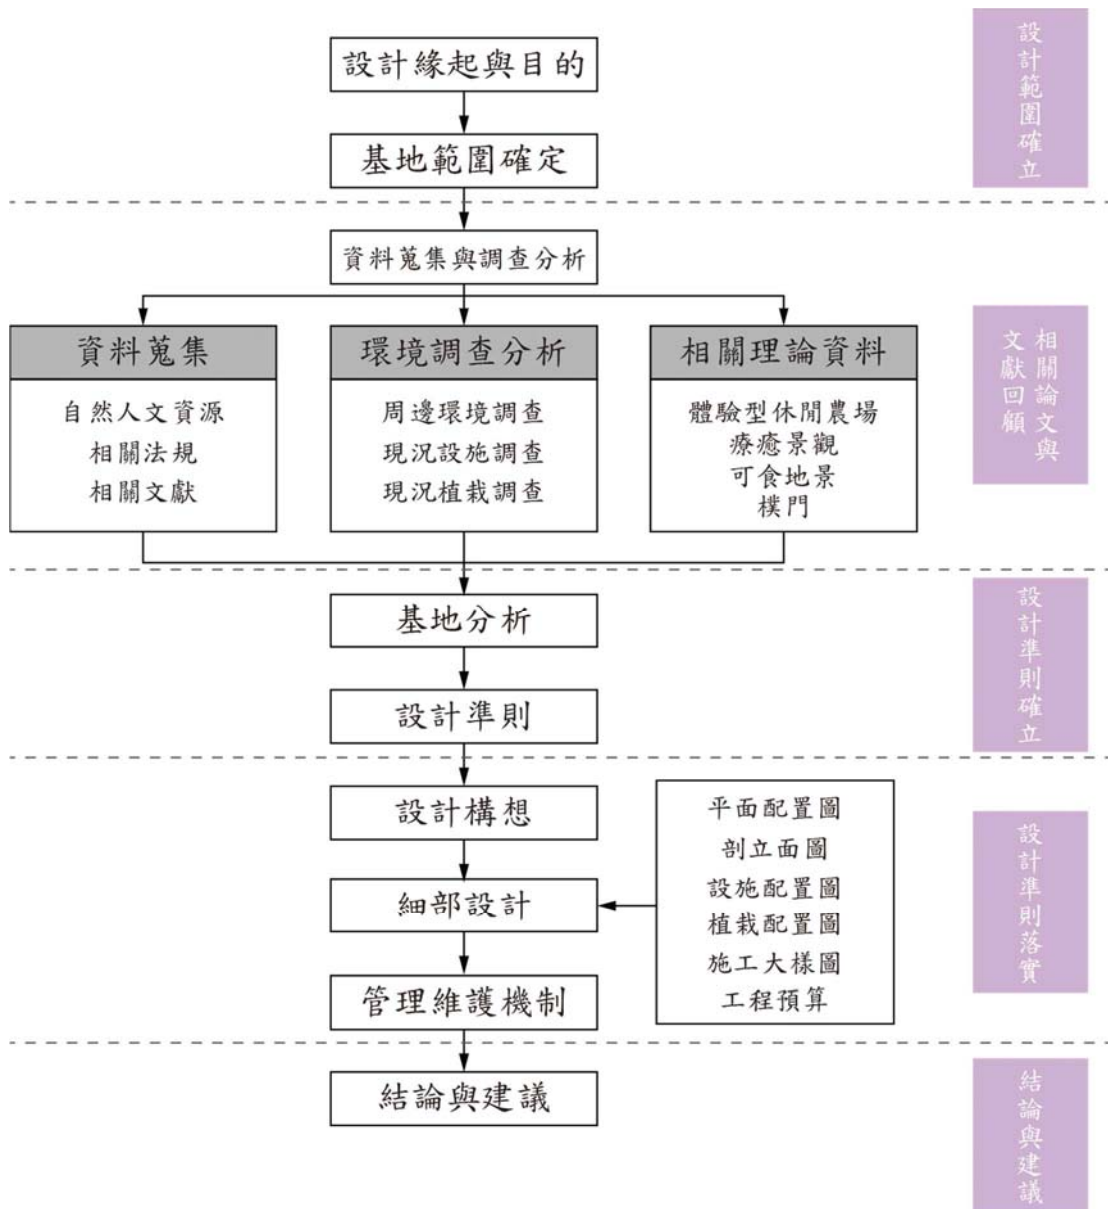 設計緣起與目的
基地範圍確定
設計範圍確立
資料蒐集與調查分析
資料蒐集
自然人文資源
相關法規
相關文獻
環境調查分析
周邊環境調查
現況設施調查
現況植栽調查
相關理論資料
體驗型休閒農場
療癒景觀
可食地景
樸門
相關論文與
文獻回顧
基地分析
設計準則
設計準則確立
設計構想
細部設計
管理維護機制
平面配置圖
剖立面圖
設施配置圖
植栽配置圖
施工大樣圖
工程預算
設計準則落實
結論與建議
結論與建議